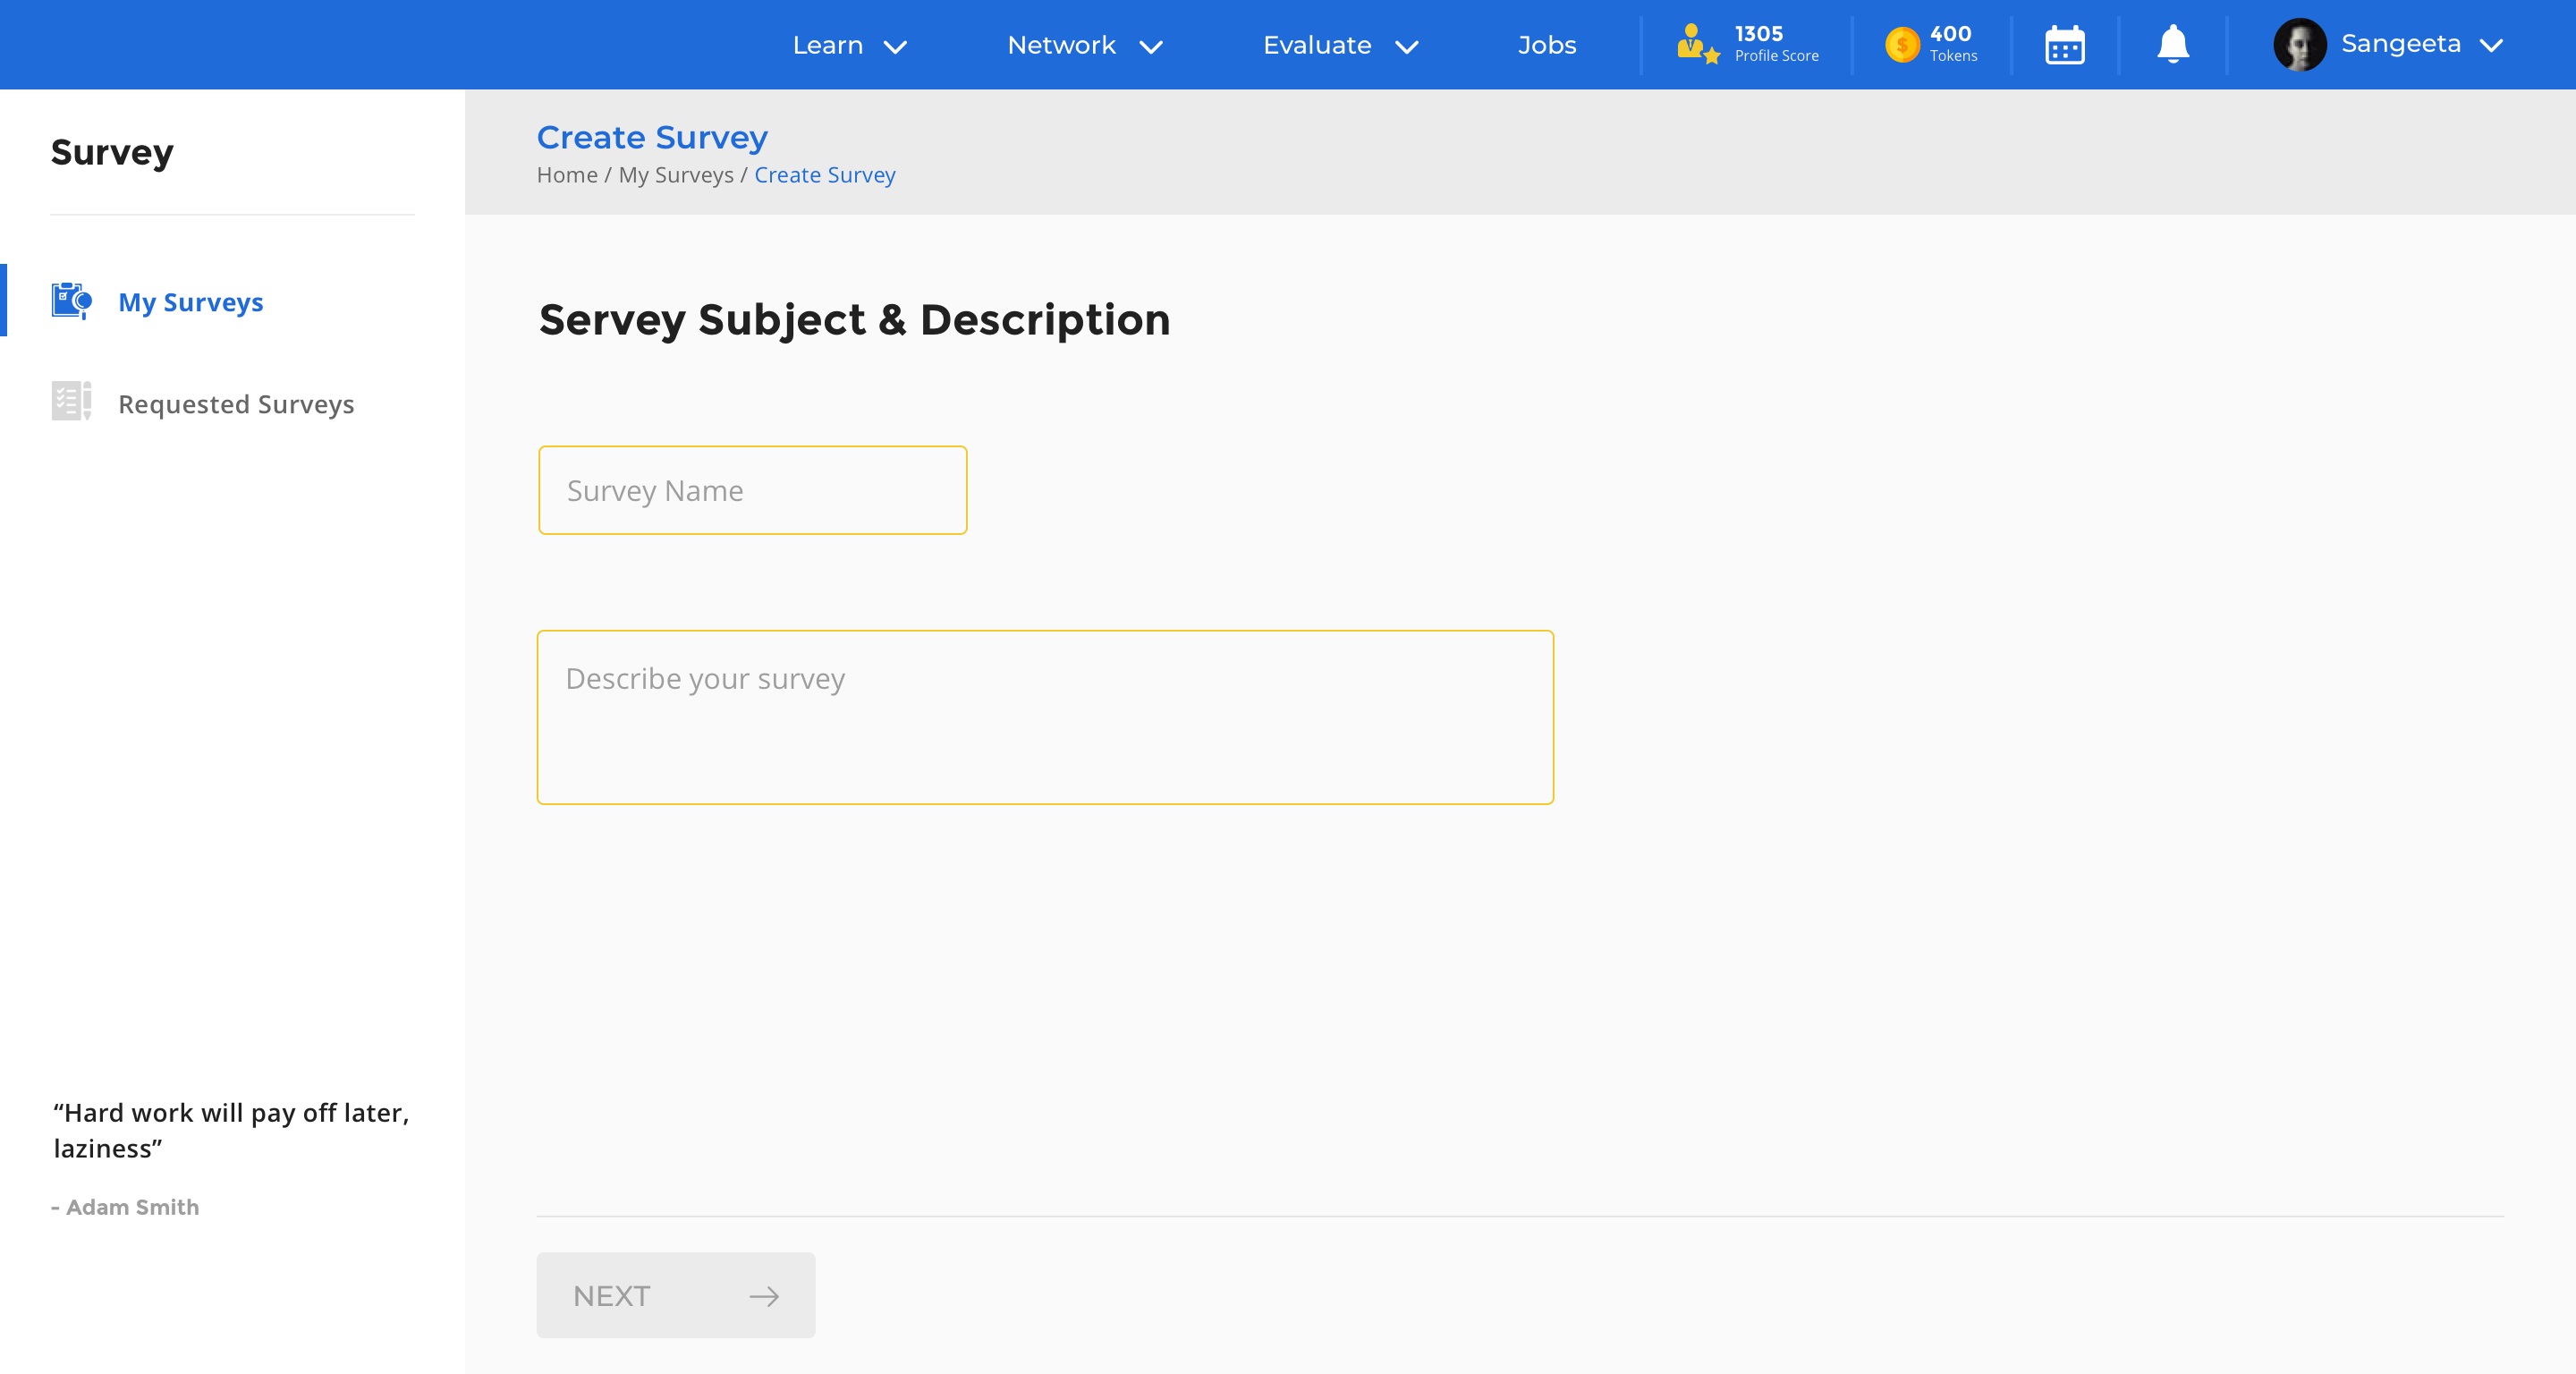 Learn
Network
Evaluate
Jobs
1305
Profile Score
400
Tokens
Sangeeta
Survey
Create Survey
Home / My Surveys / Create Survey
My Surveys
Requested Surveys
Servey Subject & Description
Survey Name
Describe your survey
“Hard work will pay off later,
laziness”
- Adam Smith
NEXT